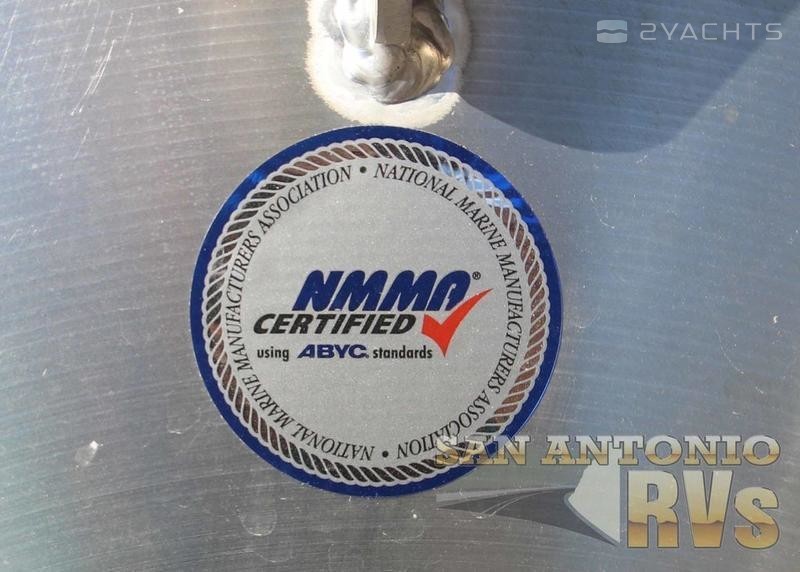 2YACHTS
NATIONAL MARINE MANUFACTURERS ASSOCIATION • NATIONAL MARINE MANUFACTURERS ASSOCIATION •
NMMA®
CERTIFIED
using ABYC® standards
SAN ANTONIO
RVs